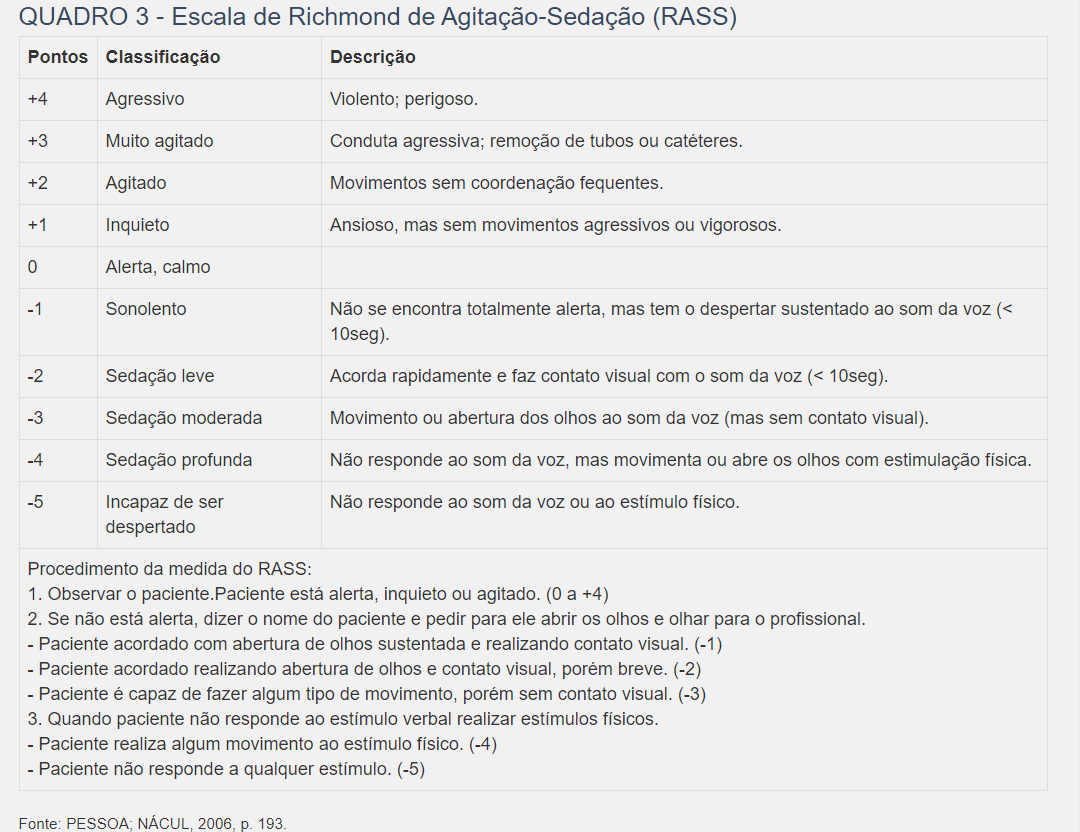 QUADRO 3 - Escala de Richmond de Agitação-Sedação (RASS)
Pontos Classificação Descrição
+4 Agressivo Violento; perigoso.
+3 Muito agitado Conduta agressiva; remoção de tubos ou catéteres.
+2 Agitado Movimentos sem coordenação fequentes.
+1 Inquieto Ansioso, mas sem movimentos agressivos ou vigorosos.
0 Alerta, calmo
-1 Sonolento Não se encontra totalmente alerta, mas tem o despertar sustentado ao som da voz (<
10seg).
-2 Sedação leve Acorda rapidamente e faz contato visual com o som da voz (< 10seg).
-3 Sedação moderada Movimento ou abertura dos olhos ao som da voz (mas sem contato visual).
-4 Sedação profunda Não responde ao som da voz, mas movimenta ou abre os olhos com estimulação física.
-5 Incapaz de ser Não responde ao som da voz ou ao estímulo físico.
despertado
Procedimento da medida do RASS:
1. Observar o paciente.Paciente está alerta, inquieto ou agitado. (0 a +4)
2. Se não está alerta, dizer o nome do paciente e pedir para ele abrir os olhos e olhar para o profissional.
- Paciente acordado com abertura de olhos sustentada e realizando contato visual. (-1)
- Paciente acordado realizando abertura de olhos e contato visual, porém breve. (-2)
- Paciente é capaz de fazer algum tipo de movimento, porém sem contato visual. (-3)
3. Quando paciente não responde ao estímulo verbal realizar estímulos físicos.
- Paciente realiza algum movimento ao estímulo físico. (-4)
- Paciente não responde a qualquer estímulo. (-5)
Fonte: PESSOA; NÁCUL, 2006, p. 193.